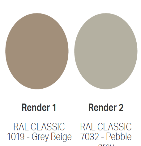 Render 1
Render 2
RAL CLASSIC
1019 - Grey Beige
RAL CLASSIC
7032 - Pebble